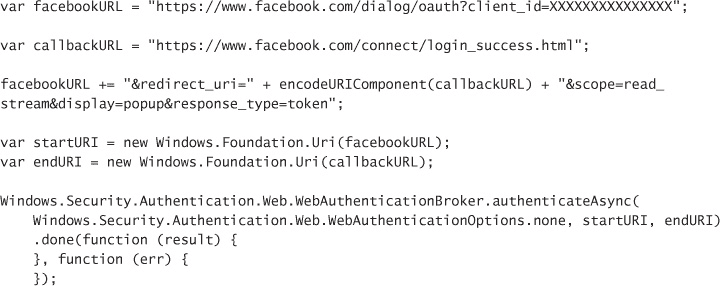 var facebookURL = "https://www.facebook.com/dialog/oauth?client_id=XXXXXXXXXXXXXXX";
var callbackURL = "https://www.facebook.com/connect/login_success.html";
facebookURL += "&redirect_uri=" + encodeURIComponent(callbackURL) + "&scope=read_
stream&display=popup&response_type=token";
var startURI = new Windows.Foundation.Uri(facebookURL);
var endURI = new Windows.Foundation.Uri(callbackURL);
Windows.Security.Authentication.Web.WebAuthenticationBroker.authenticateAsync(
    Windows.Security.Authentication.Web.WebAuthenticationOptions.none, startURI, endURI)
    .done(function (result) {
    }, function (err) {
    });